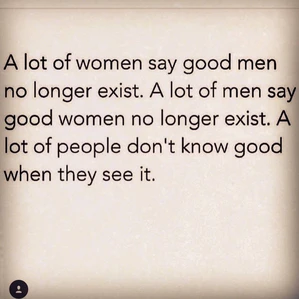 A lot of women say good men
no longer exist. A lot of men say
good women no longer exist. A
lot of people don't know good
when they see it.